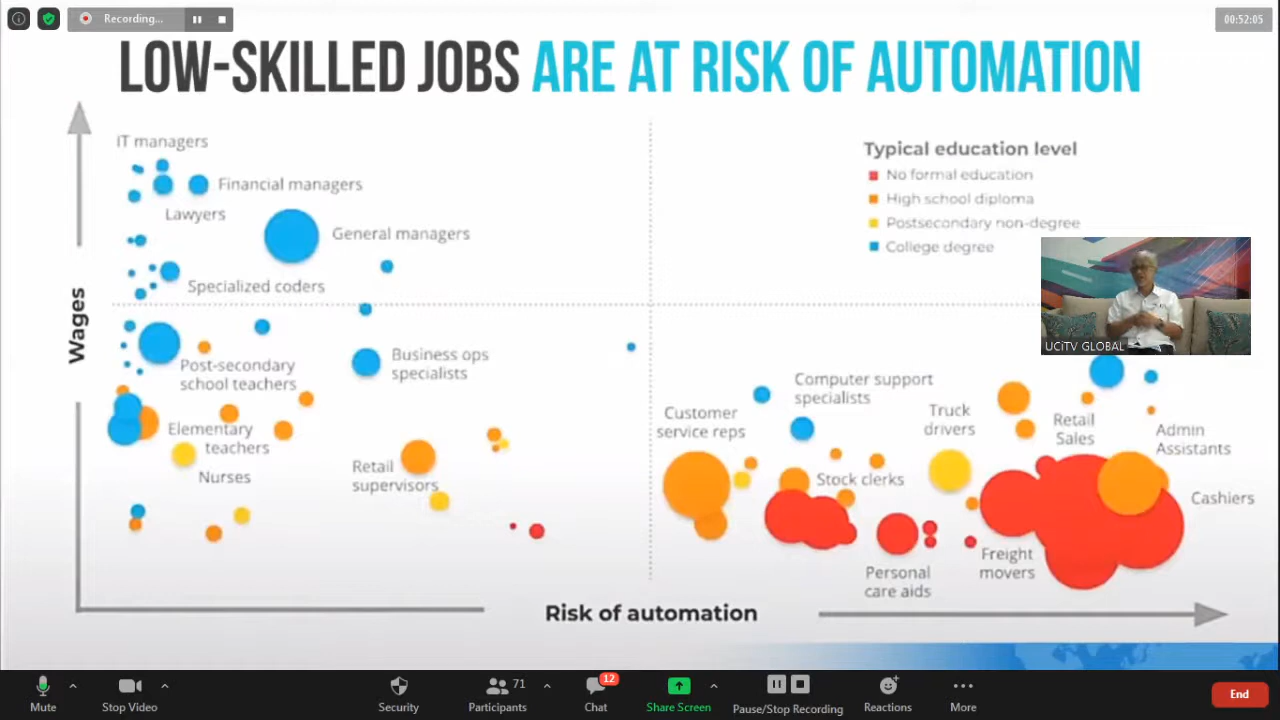 Recording...
00:52:05
LOW-SKILLED JOBS ARE AT RISK OF AUTOMATION
IT managers
Financial managers
Lawyers
General managers
Specialized coders
Typical education level
No formal education
High school diploma
Postsecondary non-degree
College degree
UCiTV GLOBAL
Wages
Post-secondary
school teachers
Business ops
specialists
Elementary
teachers
Nurses
Retail
supervisors
Customer
service reps
Computer support
specialists
Stock clerks
Truck
drivers
Retail
Sales
Admin
Assistants
Cashiers
Personal
care aids
Freight
movers
Risk of automation
Mute
Stop Video
Security
71
Participants
12
Chat
Share Screen
Pause/Stop Recording
Reactions
More
End